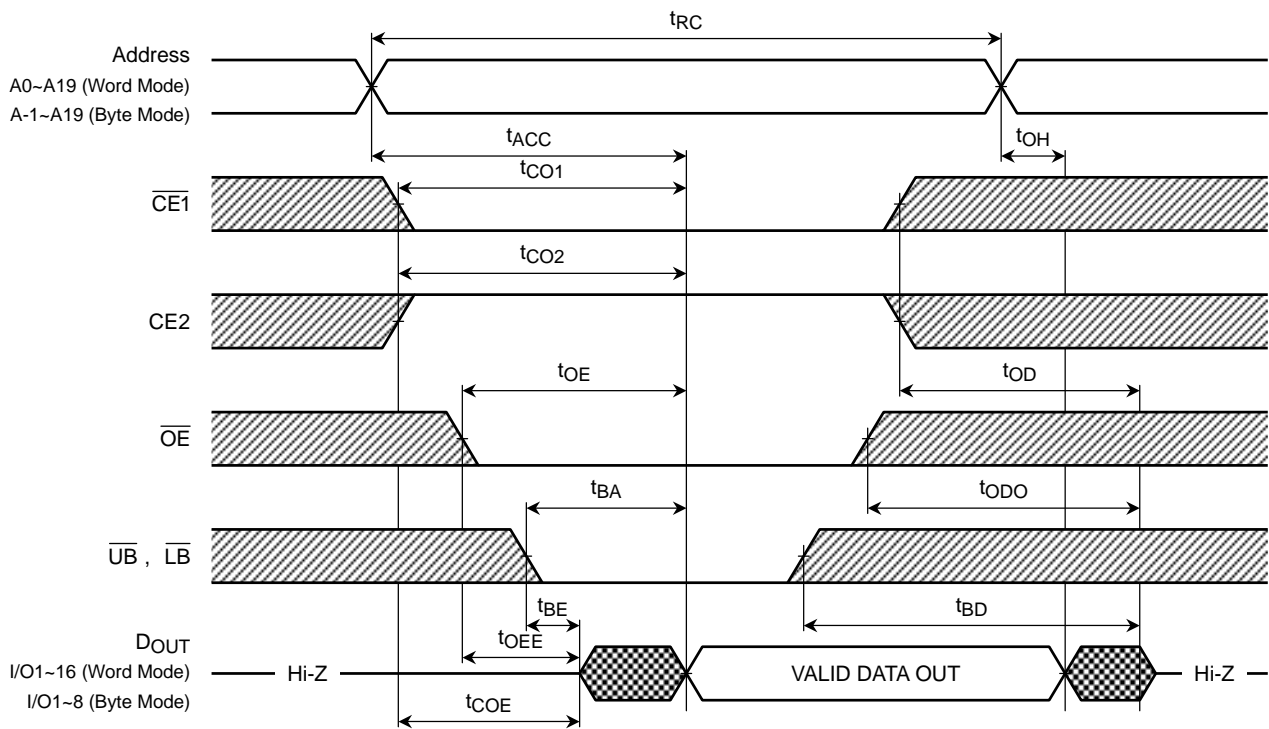 tRC
Address
A0~A19 (Word Mode)
A-1~A19 (Byte Mode)
tACC
tOH
tCO1
CE1
tCO2
CE2
tOE
tOD
OE
tBA
tODO
UB , LB
tBE
tBD
DOUT
tOEE
I/O1~16 (Word Mode)
Hi-Z
VALID DATA OUT
Hi-Z
I/O1~8 (Byte Mode)
tCOE